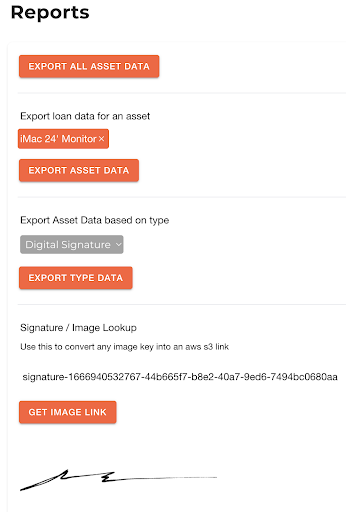 Reports
EXPORT ALL ASSET DATA
Export loan data for an asset
iMac 24' Monitor ×
EXPORT ASSET DATA
Export Asset Data based on type
Digital Signature
EXPORT TYPE DATA
Signature / Image Lookup
Use this to convert any image key into an aws s3 link
signature-1666940532767-44b665f7-b8e2-40a7-9ed6-7494bc0680aa
GET IMAGE LINK